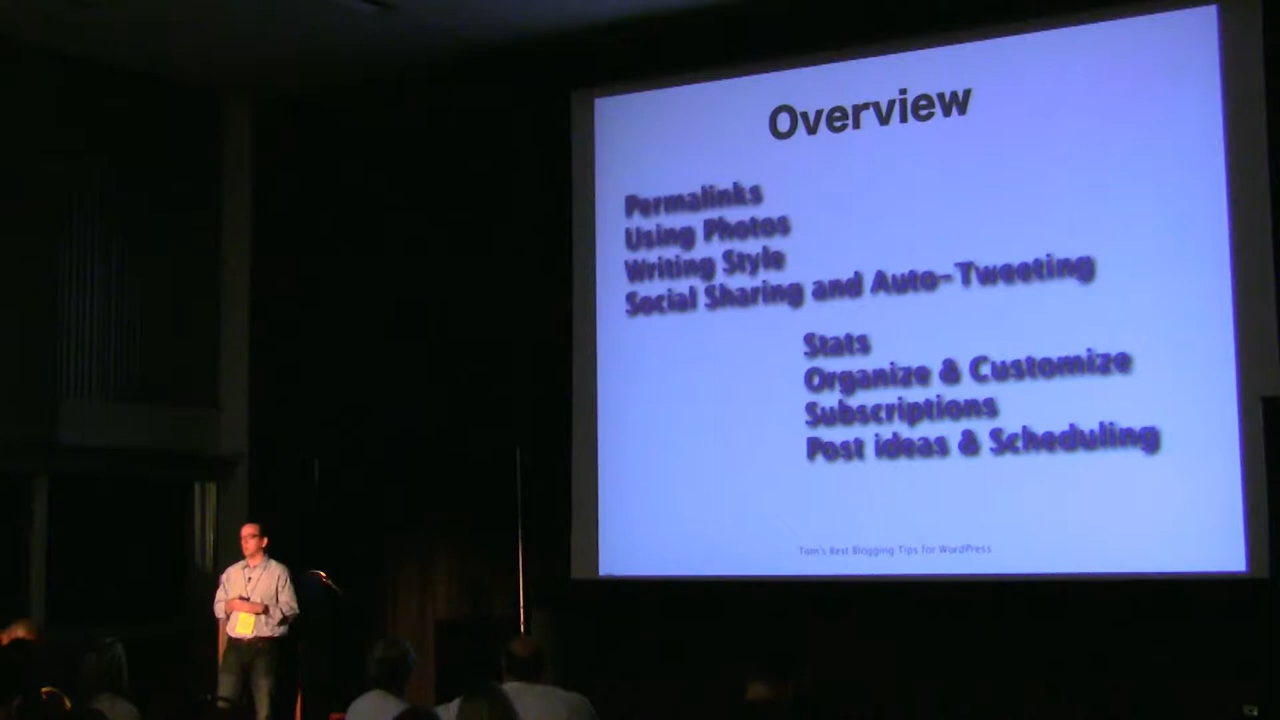 Overview
Permalinks
Using Photos
Writing Style
Social Sharing and Auto-Tweeting
Stats
Organize & Customize
Subscriptions
Post ideas & Scheduling
Tom's Best Blogging Tips for WordPress